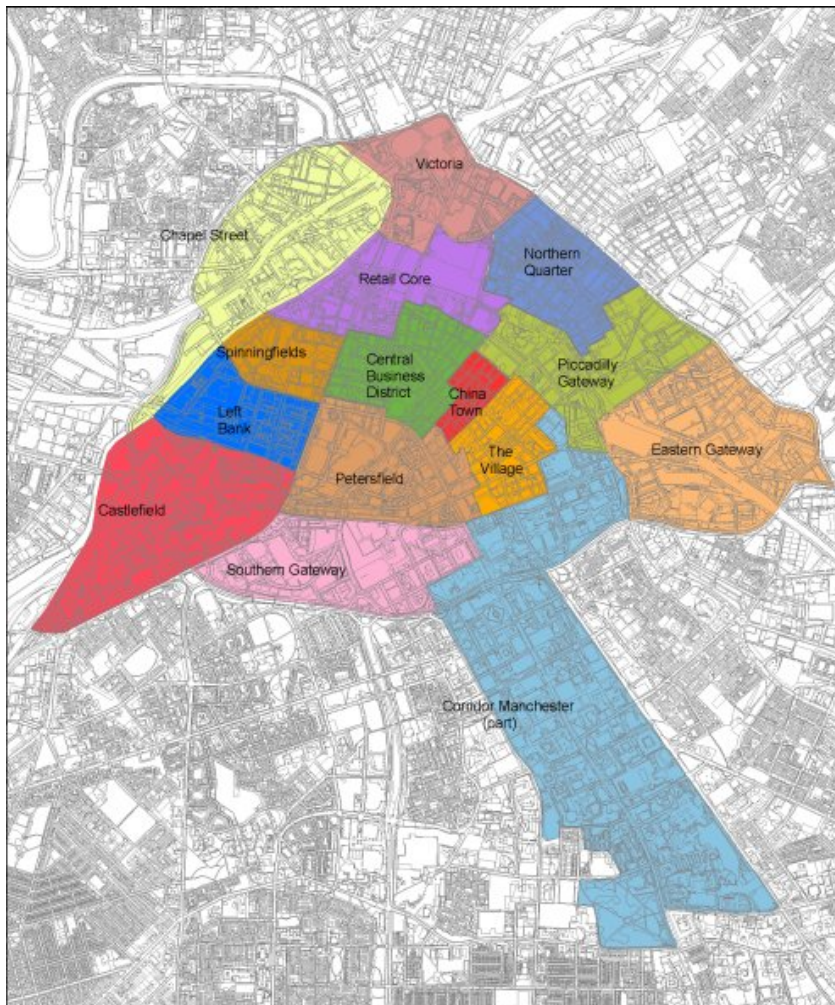 Victoria
Chapel Street
Northern
Quarter
Retail Core
Spinningfields
Central
Business
District
Piccadilly
Gateway
China
Town
Left
Bank
The
Village
Eastern Gateway
Petersfield
Castlefield
Southern Gateway
Corridor Manchester
(part)